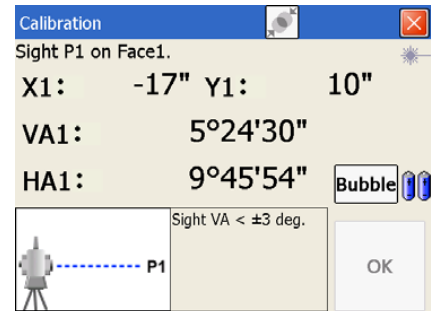 Calibration
Sight P1 on Face1.
X1: -17" Y1: 10"
VA1: 5°24'30"
HA1: 9°45'54"
Bubble
Sight VA < ±3 deg.
P1
OK